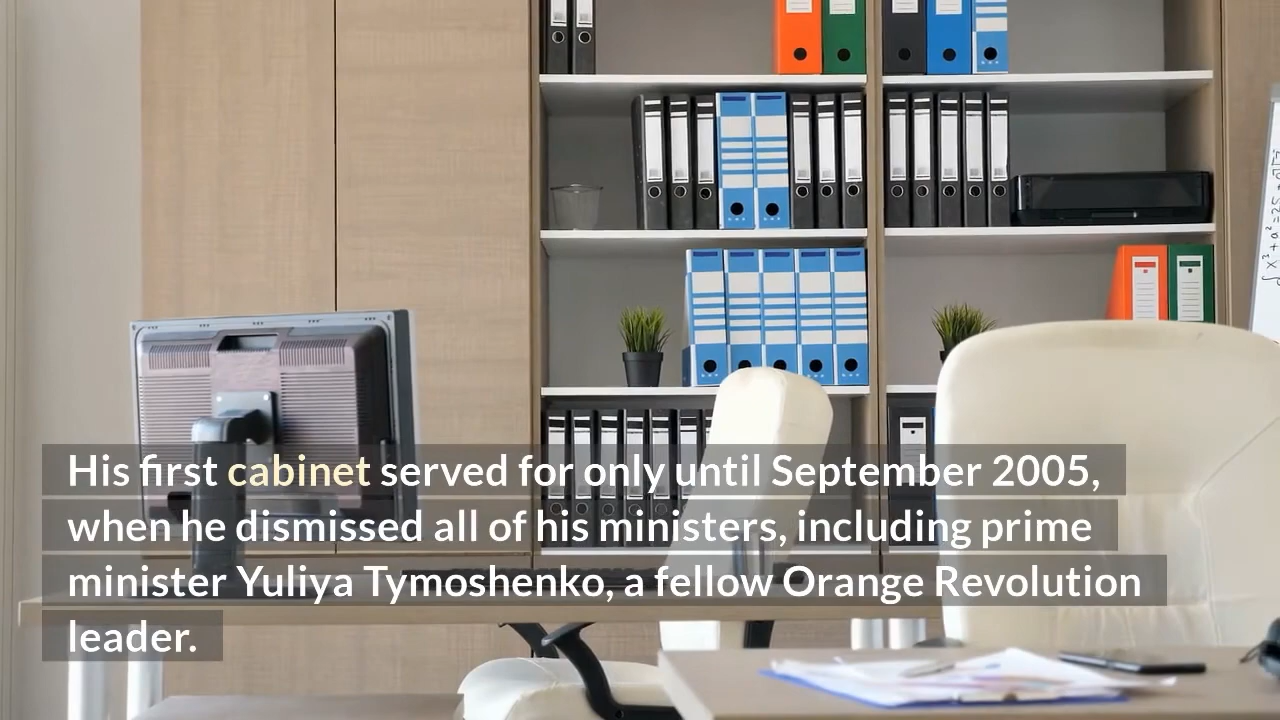 His first cabinet served for only until September 2005,
when he dismissed all of his ministers, including prime
minister Yuliya Tymoshenko, a fellow Orange Revolution
leader.